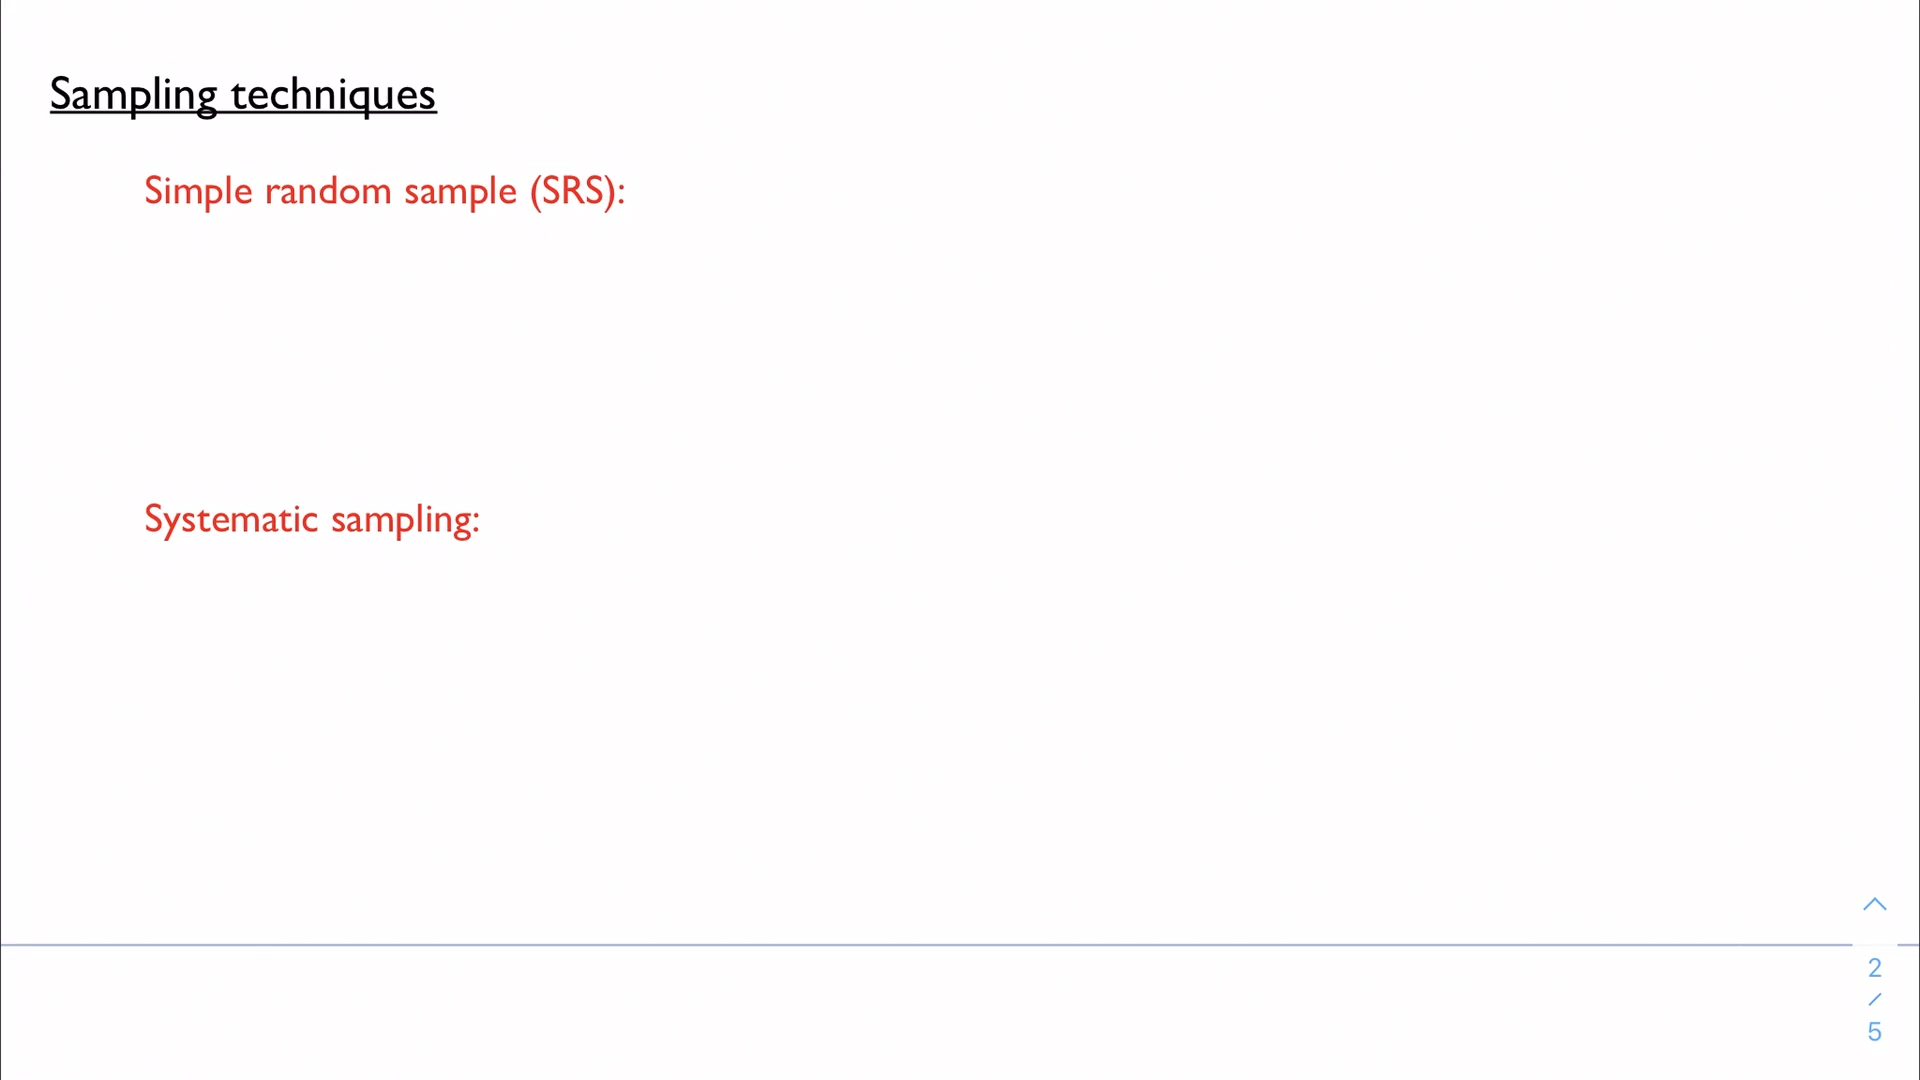 Sampling techniques
Simple random sample (SRS):
Systematic sampling:
2
/
5